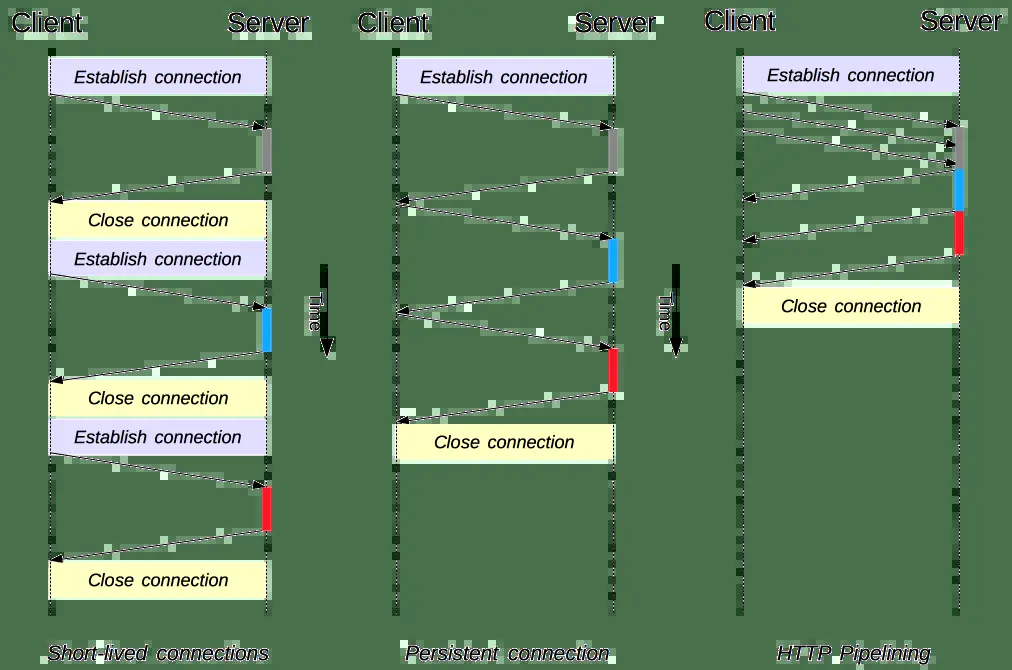 Client Server
Establish connection
Close connection
Establish connection
Close connection
Establish connection
Close connection
Short-lived connections
Time
Client Server
Establish connection
Close connection
Persistent connection
Time
Client Server
Establish connection
Close connection
HTTP Pipelining